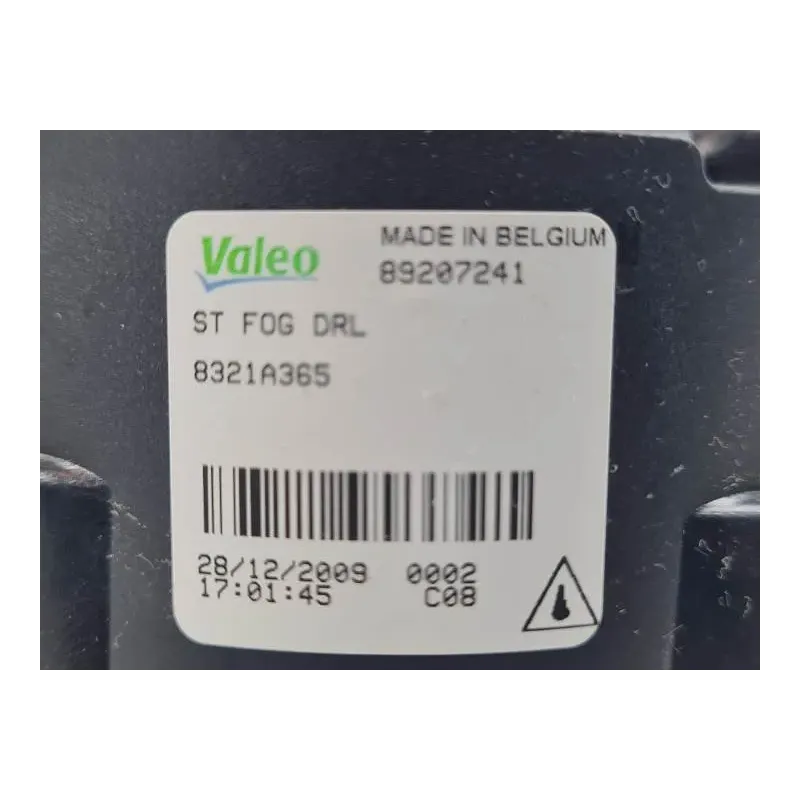 Valeo MADE IN BELGIUM
89207241
ST FOG DRL
8321A365
28/12/2009 0002
17:01:45 C08